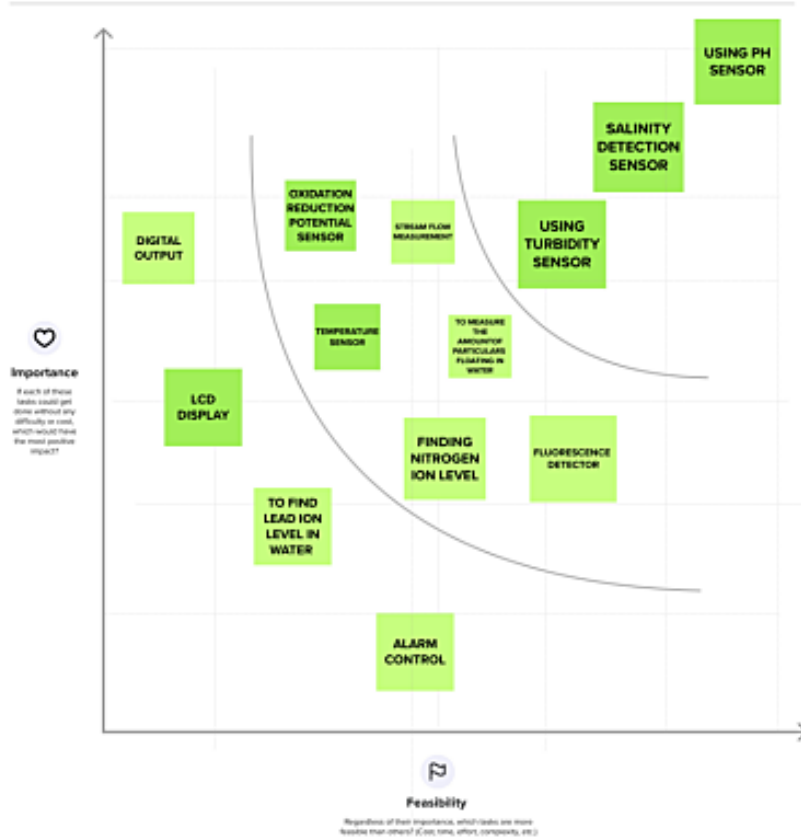 USING PH
SENSOR
SALINITY
DETECTION
SENSOR
OXIDATION
REDUCTION
POTENTIAL
SENSOR
STREAM FLOW
MEASUREMENT
USING
TURBIDITY
SENSOR
DIGITAL
OUTPUT
TEMPERATURE
SENSOR
TO MEASURE
THE
AMOUNTOF
PARTICULARS
FLOATING IN
WATER
Importance
If each of these
tasks could get
done without any
difficulty or cost,
which would have
the most positive
impact?
LCD
DISPLAY
FINDING
NITROGEN
ION LEVEL
FLUORESCENCE
DETECTOR
TO FIND
LEAD ION
LEVEL IN
WATER
ALARM
CONTROL
Feasibility
Regardless of their importance, which tasks are more
feasible than others? (Cost, time, effort, complexity, etc.)